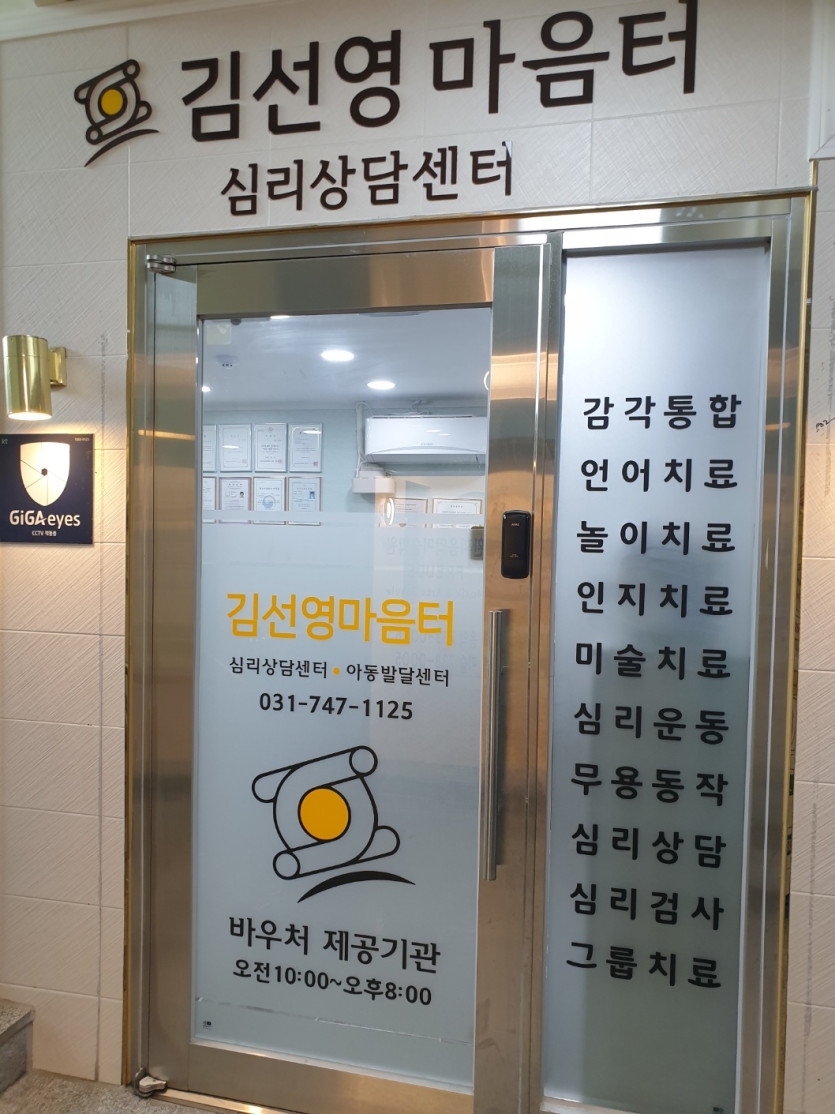 김선영 마음터
심리상담센터
GiGAeyes
CCTV 작동중
김선영마음터
심리상담센터 • 아동발달센터
031-747-1125
바우처 제공기관
오전10:00~오후8:00
감각통합
언어치료
놀이치료
인지치료
미술치료
심리운동
무용동작
심리상담
심리검사
그룹치료